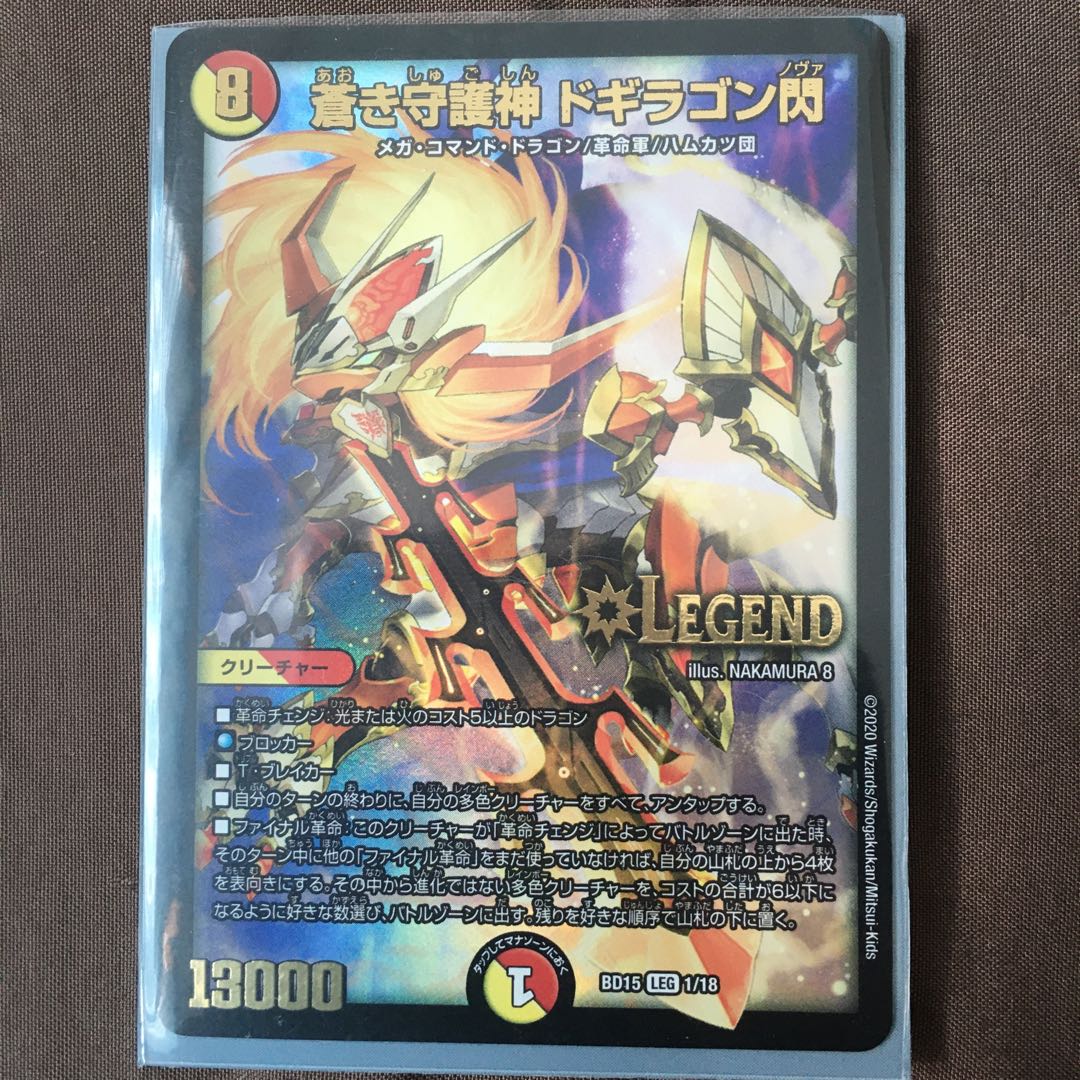 8
蒼き守護神 ドギラゴン閃
あお しゅ ご しん ノヴァ
メガ・コマンド・ドラゴン/革命軍/ハムカツ団
LEGEND
illus. NAKAMURA 8
クリーチャー
■革命チェンジ:光または火のコスト5以上のドラゴン
ブロッカー
■T・ブレイカー
■自分のターンの終わりに、自分の多色クリーチャーをすべて、アンタップする。
■ファイナル革命:このクリーチャーが「革命チェンジ」によってバトルゾーンに出た時、
そのターン中に他の「ファイナル革命」をまだ使っていなければ、自分の山札の上から4枚
を表向きにする。その中から進化ではない多色クリーチャーを、コストの合計が6以下に
なるように好きな数選び、バトルゾーンに出す。残りを好きな順序で山札の下に置く。
13000
タップしてマナゾーンにおく
1
BD15 LEG 1/18
©2020 Wizards/Shogakukan/Mitsui-Kids